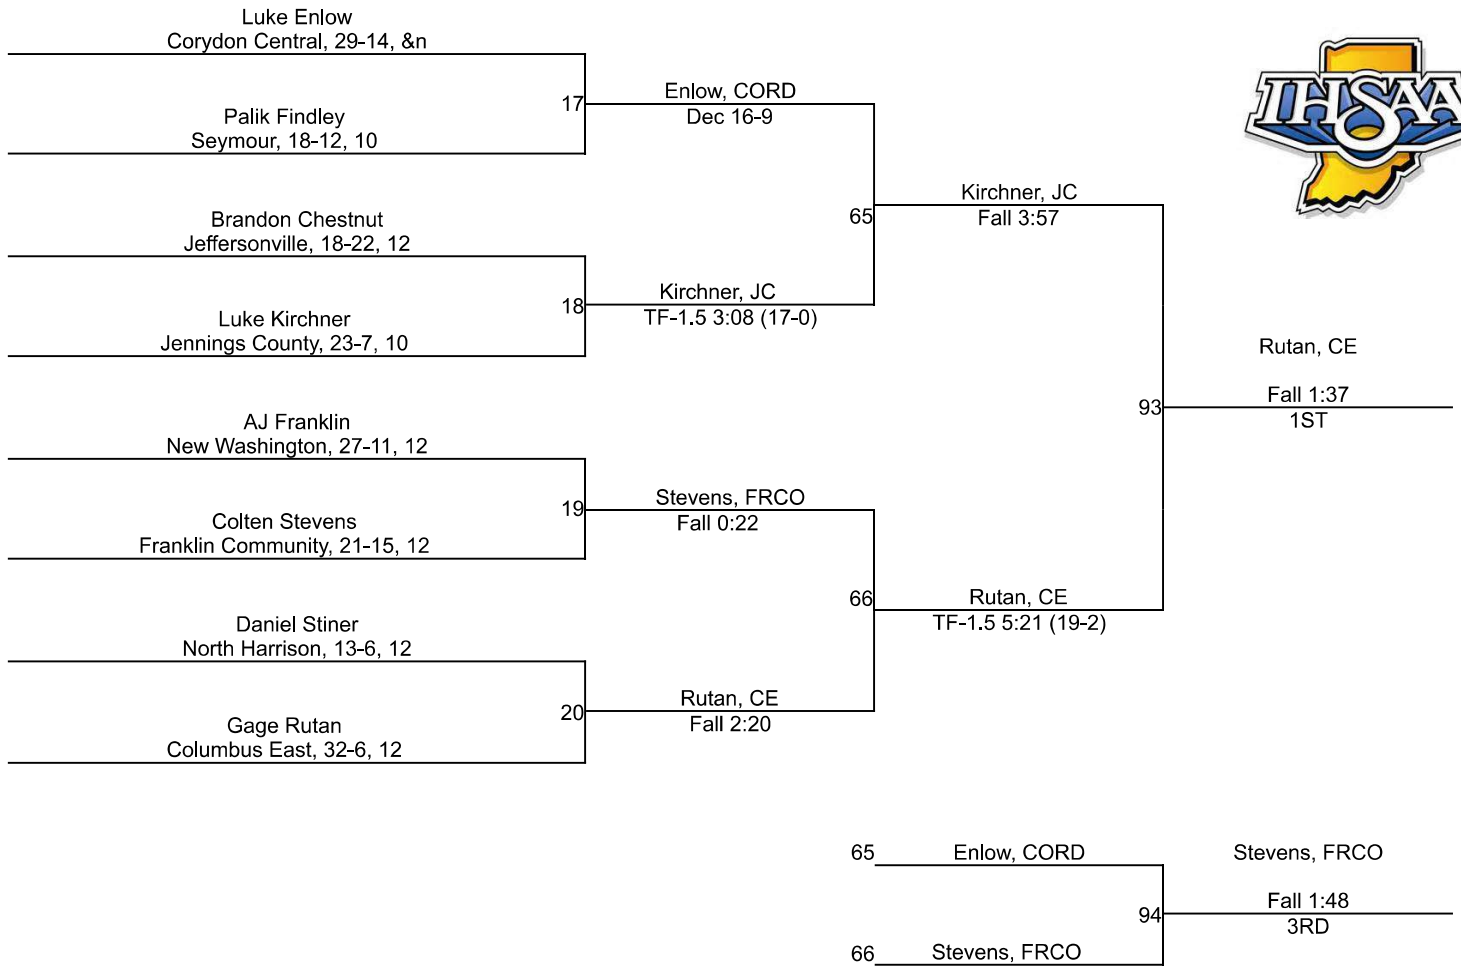 Luke Enlow
Corydon Central, 29-14, &n
17
Enlow, CORD
Dec 16-9
Palik Findley
Seymour, 18-12, 10
IHSAA
Brandon Chestnut
Jeffersonville, 18-22, 12
65
Kirchner, JC
Fall 3:57
18
Kirchner, JC
TF-1.5 3:08 (17-0)
Luke Kirchner
Jennings County, 23-7, 10
Rutan, CE
93
Fall 1:37
1ST
AJ Franklin
New Washington, 27-11, 12
19
Stevens, FRCO
Fall 0:22
Colten Stevens
Franklin Community, 21-15, 12
66
Rutan, CE
TF-1.5 5:21 (19-2)
Daniel Stiner
North Harrison, 13-6, 12
20
Rutan, CE
Fall 2:20
Gage Rutan
Columbus East, 32-6, 12
65
Enlow, CORD
Stevens, FRCO
94
Fall 1:48
3RD
66
Stevens, FRCO